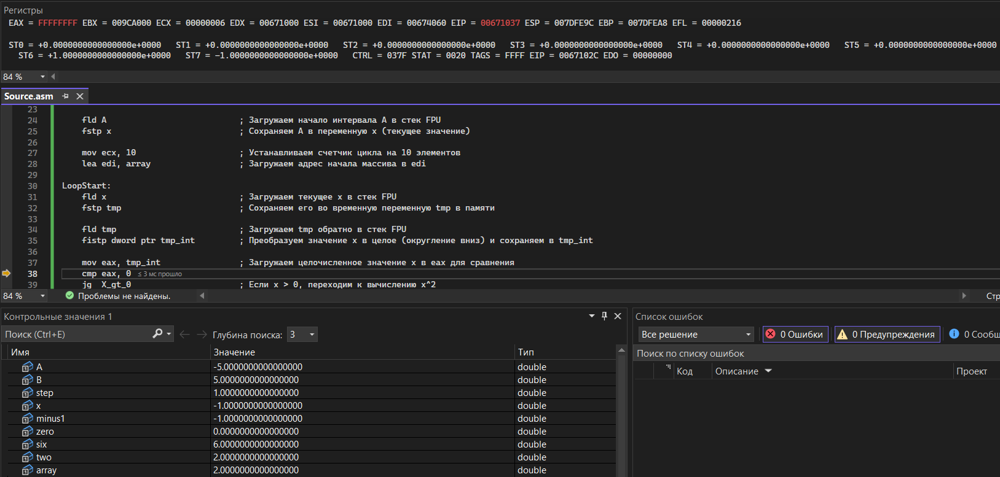 Регистры
EAX = FFFFFFFF EBX = 009CA000 ECX = 00000006 EDX = 00671000 ESI = 00671000 EDI = 00674060 EIP = 00671037 ESP = 007DFE9C EBP = 007DFEA8 EFL = 00000216
ST0 = +0.0000000000000000e+0000 ST1 = +0.0000000000000000e+0000 ST2 = +0.0000000000000000e+0000 ST3 = +0.0000000000000000e+0000 ST4 = +0.0000000000000000e+0000 ST5 = +0.0000000000000000e+0000
ST6 = +1.0000000000000000e+0000 ST7 = -1.0000000000000000e+0000 CTRL = 037F STAT = 0020 TAGS = FFFF EIP = 0067102C EDO = 00000000
84 %
Source.asm
23
24 fld A ; Загружаем начало интервала A в стек FPU
25 fstp x ; Сохраняем A в переменную x (текущее значение)
26
27 mov ecx, 10 ; Устанавливаем счетчик цикла на 10 элементов
28 lea edi, array ; Загружаем адрес начала массива в edi
29
30 LoopStart:
31 fld x ; Загружаем текущее x в стек FPU
32 fstp tmp ; Сохраняем его во временную переменную tmp в памяти
33
34 fld tmp ; Загружаем tmp обратно в стек FPU
35 fistp dword ptr tmp_int ; Преобразуем значение x в целое (округление вниз) и сохраняем в tmp_int
36
37 mov eax, tmp_int ; Загружаем целочисленное значение x в eax для сравнения
38 cmp eax, 0 ≤ 3 мс прошло
39 jg X_gt_0 ; Если x > 0, переходим к вычислению x^2
84 % Проблемы не найдены. Стр
Контрольные значения 1
Поиск (Ctrl+E) Глубина поиска: 3
Имя Значение Тип
A -5.0000000000000000 double
B 5.0000000000000000 double
step 1.0000000000000000 double
x -1.0000000000000000 double
minus1 -1.0000000000000000 double
zero 0.0000000000000000 double
six 6.0000000000000000 double
two 2.0000000000000000 double
array 2.0000000000000000 double
Список ошибок
Все решение 0 Ошибки 0 Предупреждения 0 Сообщ
Поиск по списку ошибок
Код Описание Проект